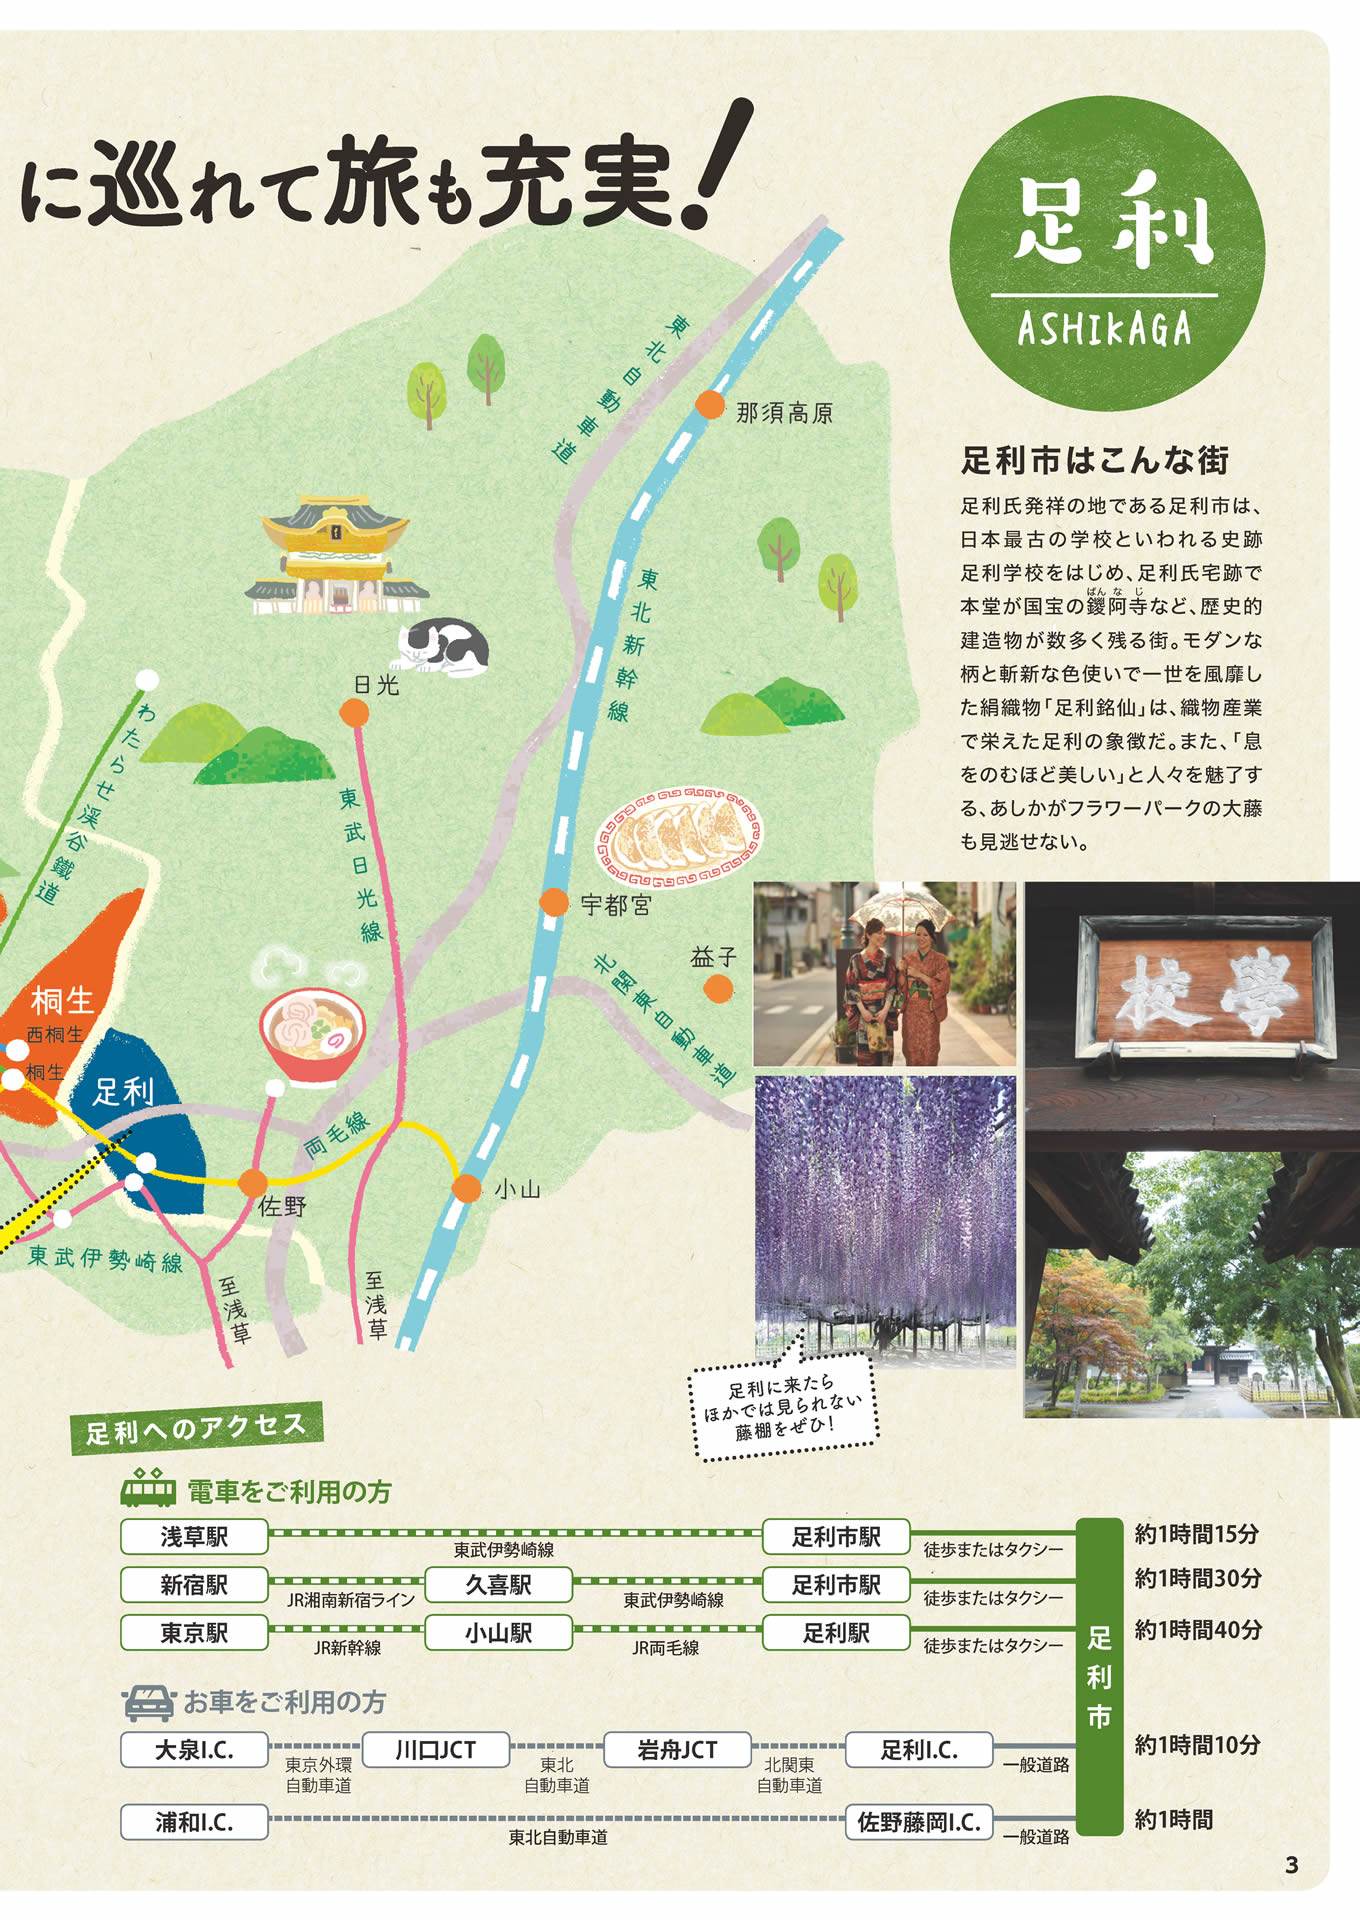 に巡れて旅も充実!
足利
ASHIKAGA
足利市はこんな街
足利氏発祥の地である足利市は、
日本最古の学校といわれる史跡
足利学校をはじめ、足利氏宅跡で
ばんなじ
本堂が国宝の鑁阿寺など、歴史的
建造物が数多く残る街。モダンな
柄と斬新な色使いで一世を風靡し
た絹織物「足利銘仙」は、織物産業
で栄えた足利の象徴だ。また、「息
をのむほど美しい」と人々を魅了す
る、あしかがフラワーパークの大藤
も見逃せない。
東北自動車道
那須高原
東北新幹線
日光
わたらせ渓谷鐵道
東武日光線
宇都宮
益子
北関東自動車道
桐生
西桐生
桐生
足利
両毛線
佐野
小山
東武伊勢崎線
至浅草
至浅草
學校
足利に来たら
ほかでは見られない
藤棚をぜひ!
足利へのアクセス
電車をご利用の方
浅草駅
東武伊勢崎線
足利市駅
徒歩またはタクシー
約1時間15分
新宿駅
JR湘南新宿ライン
久喜駅
東武伊勢崎線
足利市駅
徒歩またはタクシー
約1時間30分
東京駅
JR新幹線
小山駅
JR両毛線
足利駅
徒歩またはタクシー
約1時間40分
足利市
お車をご利用の方
大泉I.C.
東京外環
自動車道
川口JCT
東北
自動車道
岩舟JCT
北関東
自動車道
足利I.C.
一般道路
約1時間10分
浦和I.C.
東北自動車道
佐野藤岡I.C.
一般道路
約1時間
3